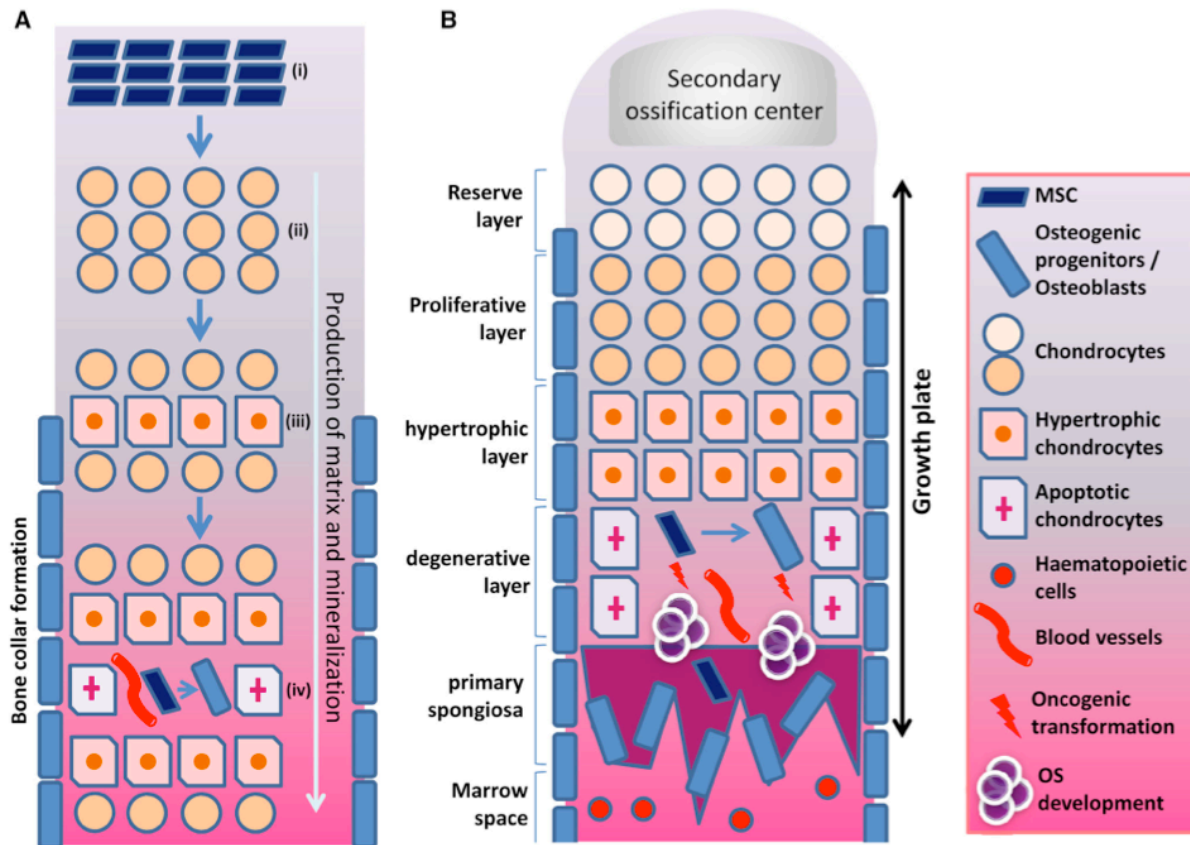 A
(i)
(ii)
(iii)
(iv)
Bone collar formation
Production of matrix and mineralization
B
Secondary
ossification center
Reserve
layer
Proliferative
layer
hypertrophic
layer
degenerative
layer
primary
spongiosa
Marrow
space
Growth plate
MSC
Osteogenic
progenitors /
Osteoblasts
Chondrocytes
Hypertrophic
chondrocytes
Apoptotic
chondrocytes
Haematopoietic
cells
Blood vessels
Oncogenic
transformation
OS
development